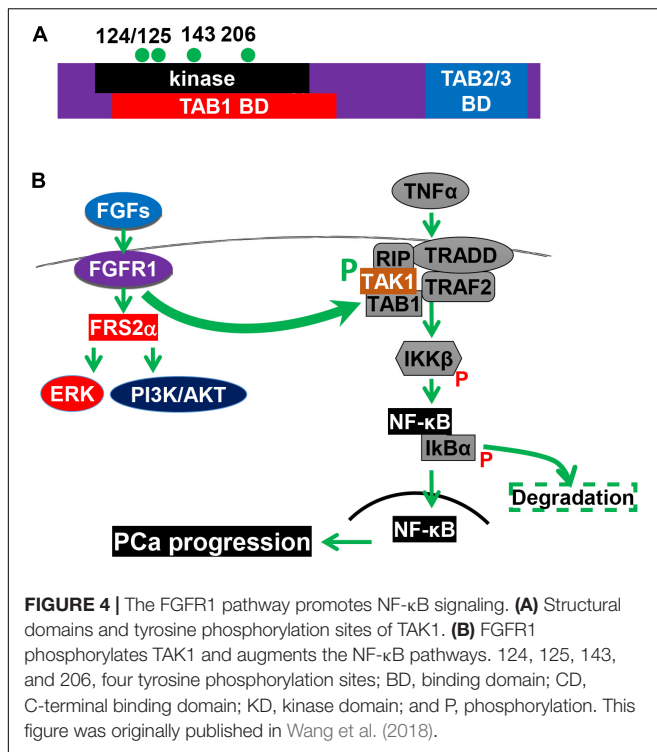 A
124/125 143 206
kinase
TAB1 BD
TAB2/3
BD
B
FGFs
FGFR1
FRS2α
ERK
PI3K/AKT
TNFα
P
RIP
TRADD
TAK1
TRAF2
TAB1
IKKβ
P
NF-κB
IkBα
P
Degradation
NF-κB
PCa progression
FIGURE 4 | The FGFR1 pathway promotes NF-κB signaling. (A) Structural
domains and tyrosine phosphorylation sites of TAK1. (B) FGFR1
phosphorylates TAK1 and augments the NF-κB pathways. 124, 125, 143,
and 206, four tyrosine phosphorylation sites; BD, binding domain; CD,
C-terminal binding domain; KD, kinase domain; and P, phosphorylation. This
figure was originally published in Wang et al. (2018).